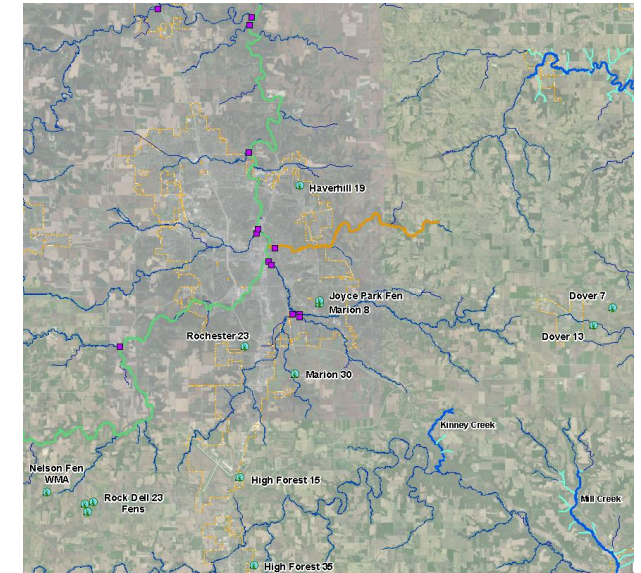 Haverhill 19
Joyce Park Fen
Marion 8
Dover 7
Dover 13
Rochester 23
Marion 30
Kinney Creek
Nelson Fen
WMA
High Forest 15
Rock Dell 23
Fens
Mill Creek
High Forest 35